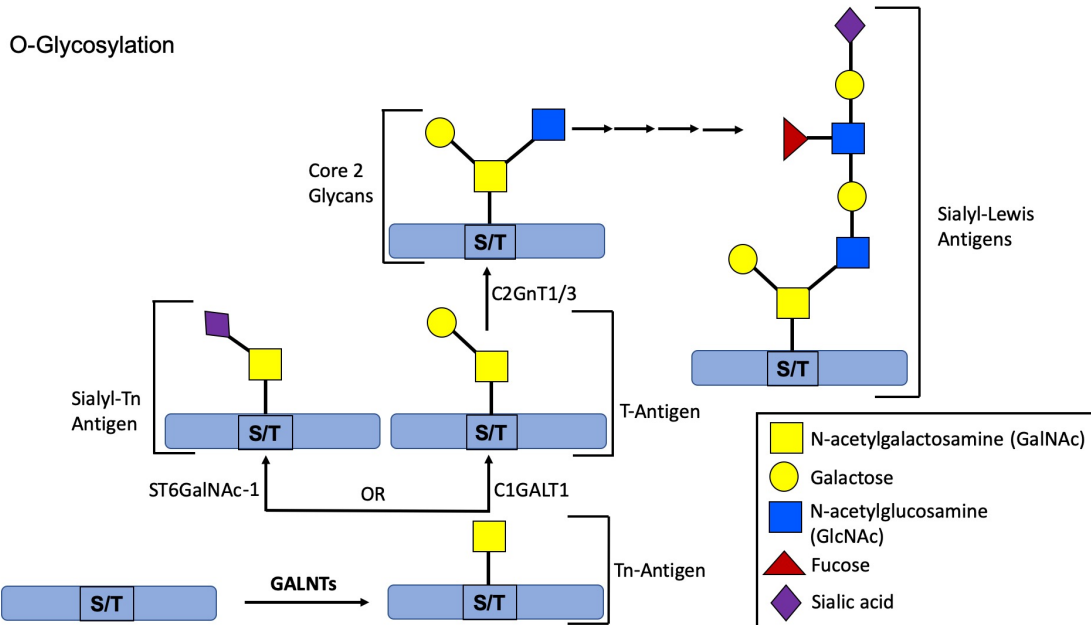 O-Glycosylation
Core 2
Glycans
S/T
C2GnT1/3
Sialyl-Lewis
Antigens
S/T
Sialyl-Tn
Antigen
S/T
S/T
T-Antigen
ST6GalNAc-1
OR
C1GALT1
S/T
GALNTs
S/T
Tn-Antigen
N-acetylgalactosamine (GalNAc)
Galactose
N-acetylglucosamine
(GlcNAc)
Fucose
Sialic acid